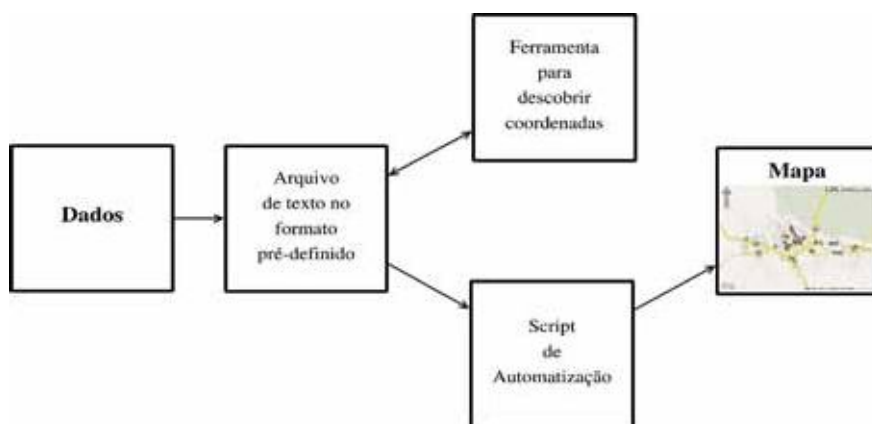 Dados
Arquivo
de texto no
formato
pré-definido
Ferramenta
para
descobrir
coordenadas
Script
de
Automatização
Mapa